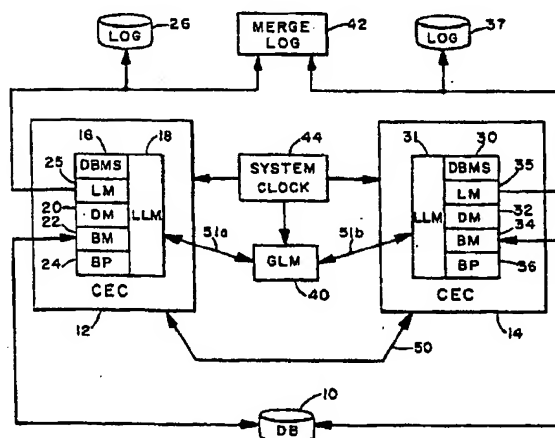 26
LOG
MERGE
LOG
42
LOG
37
16
18
25
20
22
24
DBMS
LM
DM
BM
BP
LLM
CEC
12
44
SYSTEM
CLOCK
51a
51b
GLM
40
31
30
LLM
DBMS
LM
DM
BM
BP
35
32
34
36
CEC
14
50
10
DB